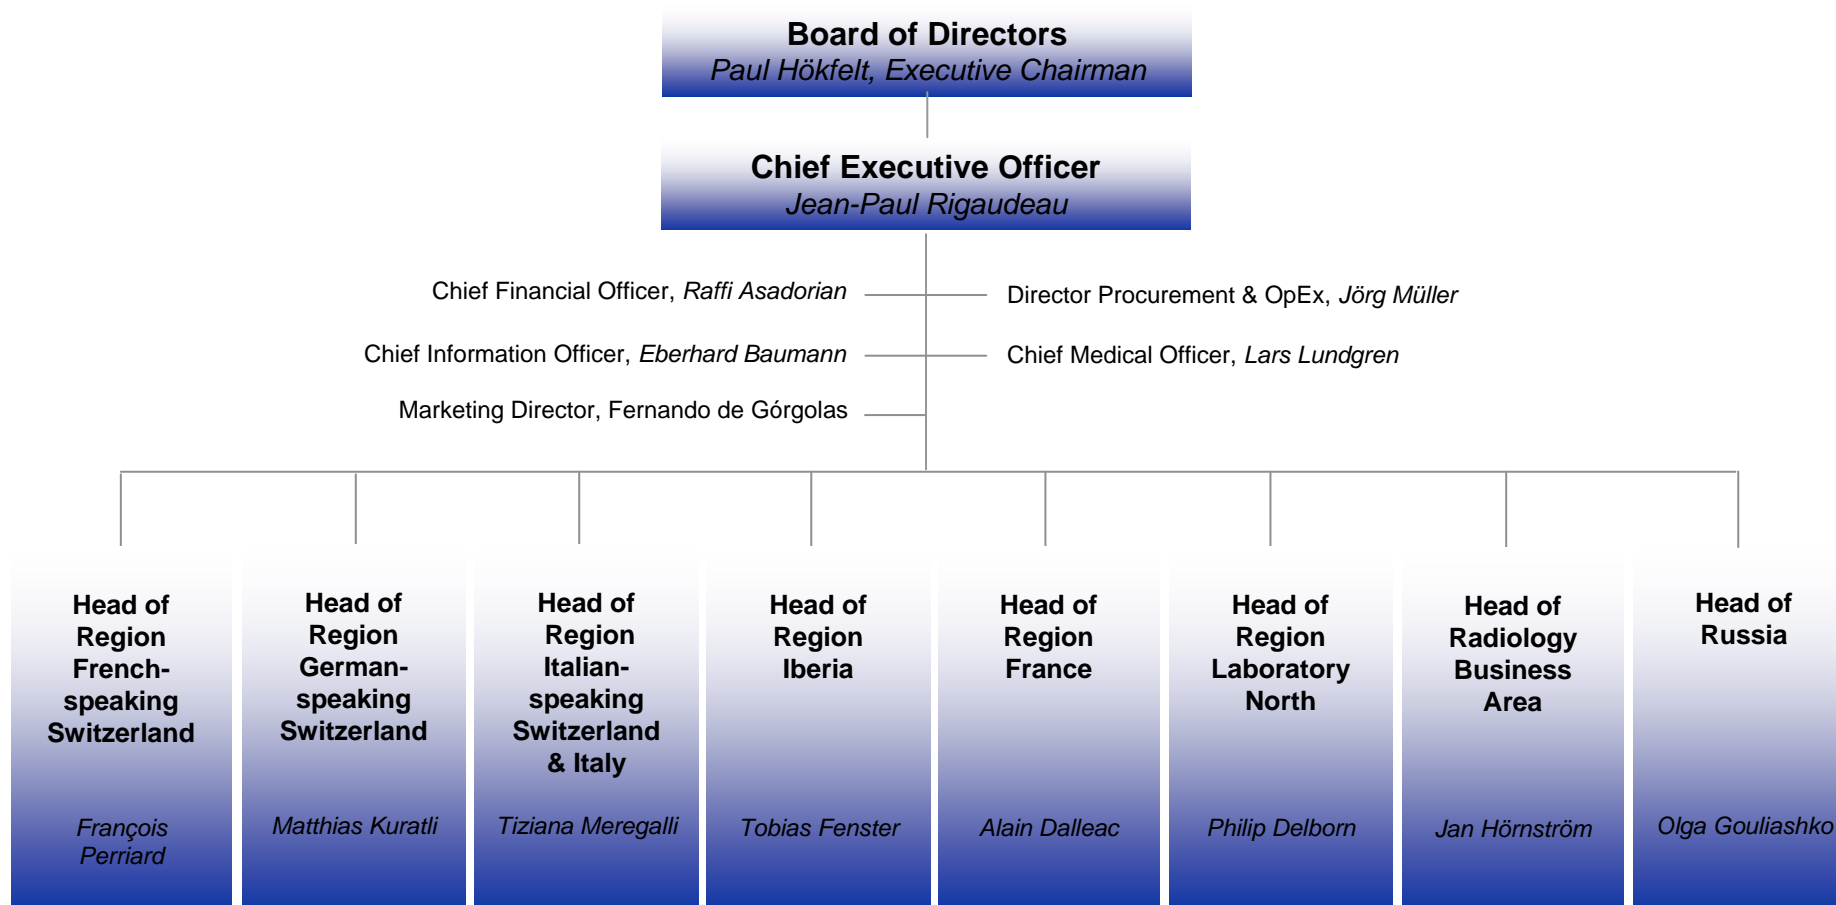 Board of Directors
Paul Hökfelt, Executive Chairman
Chief Executive Officer
Jean-Paul Rigaudeau
Chief Financial Officer, Raffi Asadorian
Director Procurement & OpEx, Jörg Müller
Chief Information Officer, Eberhard Baumann
Chief Medical Officer, Lars Lundgren
Marketing Director, Fernando de Górgolas
Head of
Region
French-
speaking
Switzerland
François
Perriard
Head of
Region
German-
speaking
Switzerland
Matthias Kuratli
Head of
Region
Italian-
speaking
Switzerland
& Italy
Tiziana Meregalli
Head of
Region
Iberia
Tobias Fenster
Head of
Region
France
Alain Dalleac
Head of
Region
Laboratory
North
Philip Delborn
Head of
Radiology
Business
Area
Jan Hörnström
Head of
Russia
Olga Gouliashko